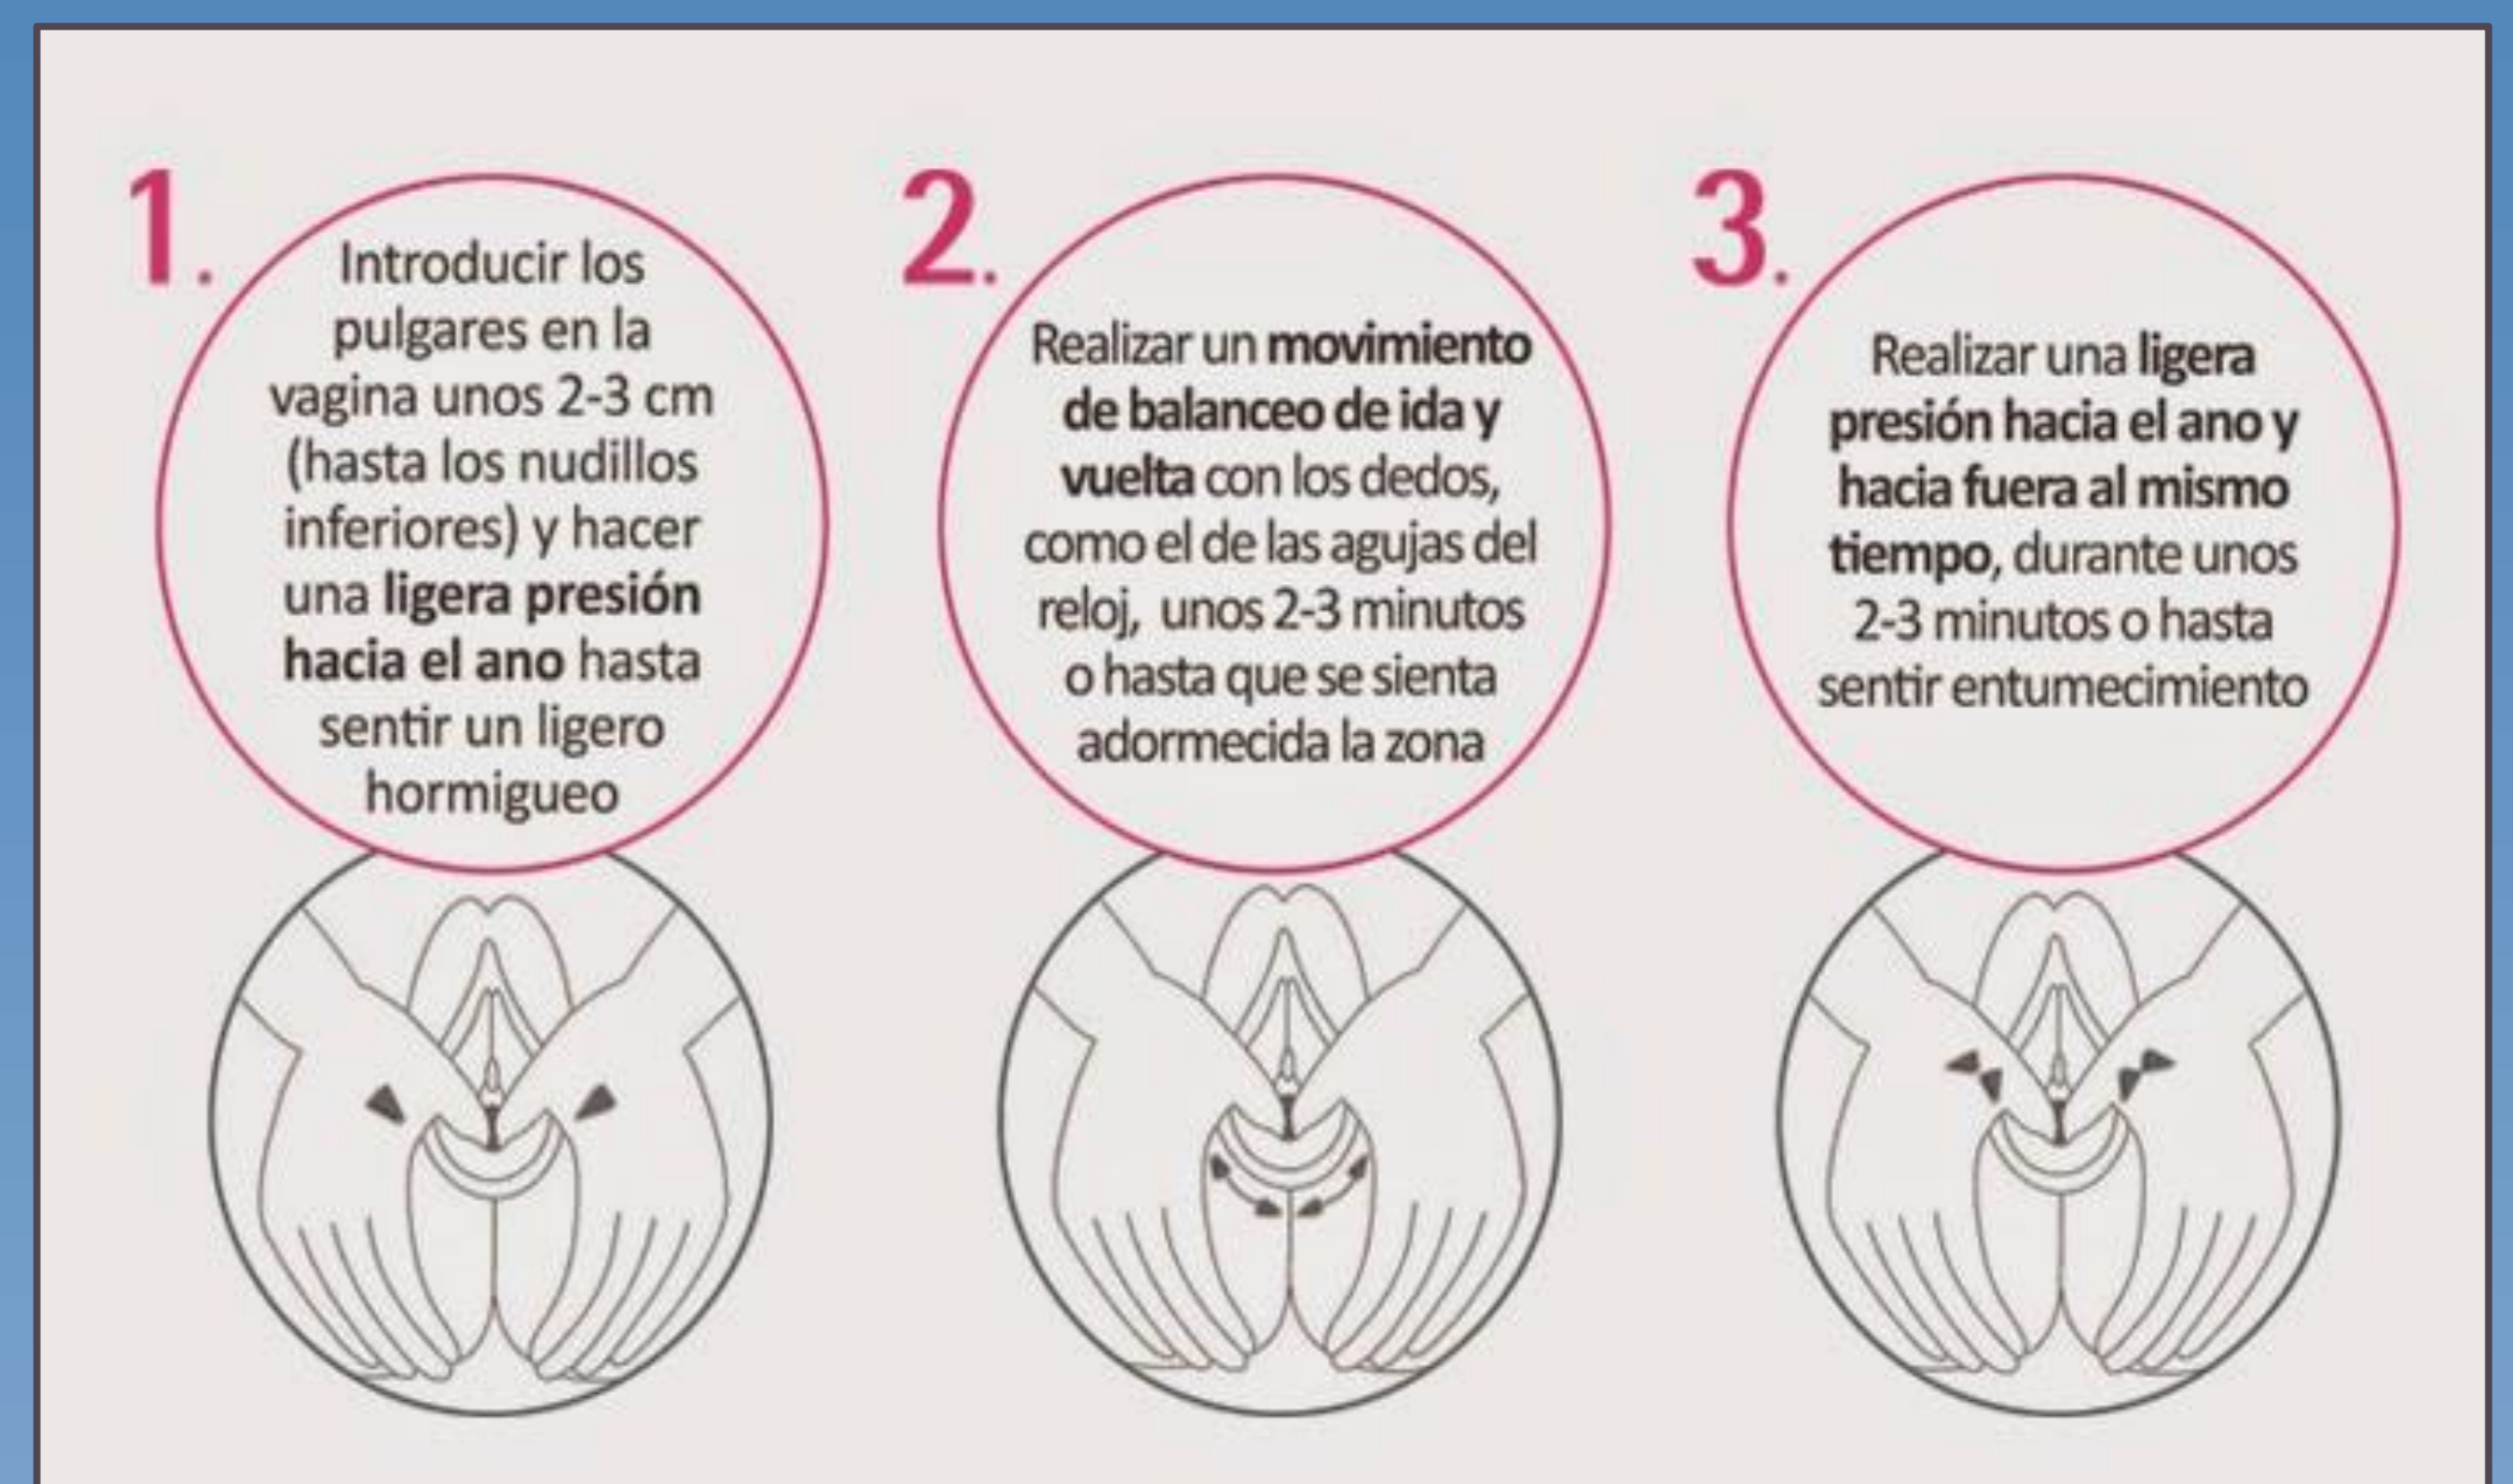 1.
Introducir los
pulgares en la
vagina unos 2-3 cm
(hasta los nudillos
inferiores) y hacer
una ligera presión
hacia el ano hasta
sentir un ligero
hormigueo
2.
Realizar un movimiento
de balanceo de ida y
vuelta con los dedos,
como el de las agujas del
reloj, unos 2-3 minutos
o hasta que se sienta
adormecida la zona
3.
Realizar una ligera
presión hacia el ano y
hacia fuera al mismo
tiempo, durante unos
2-3 minutos o hasta
sentir entumecimiento